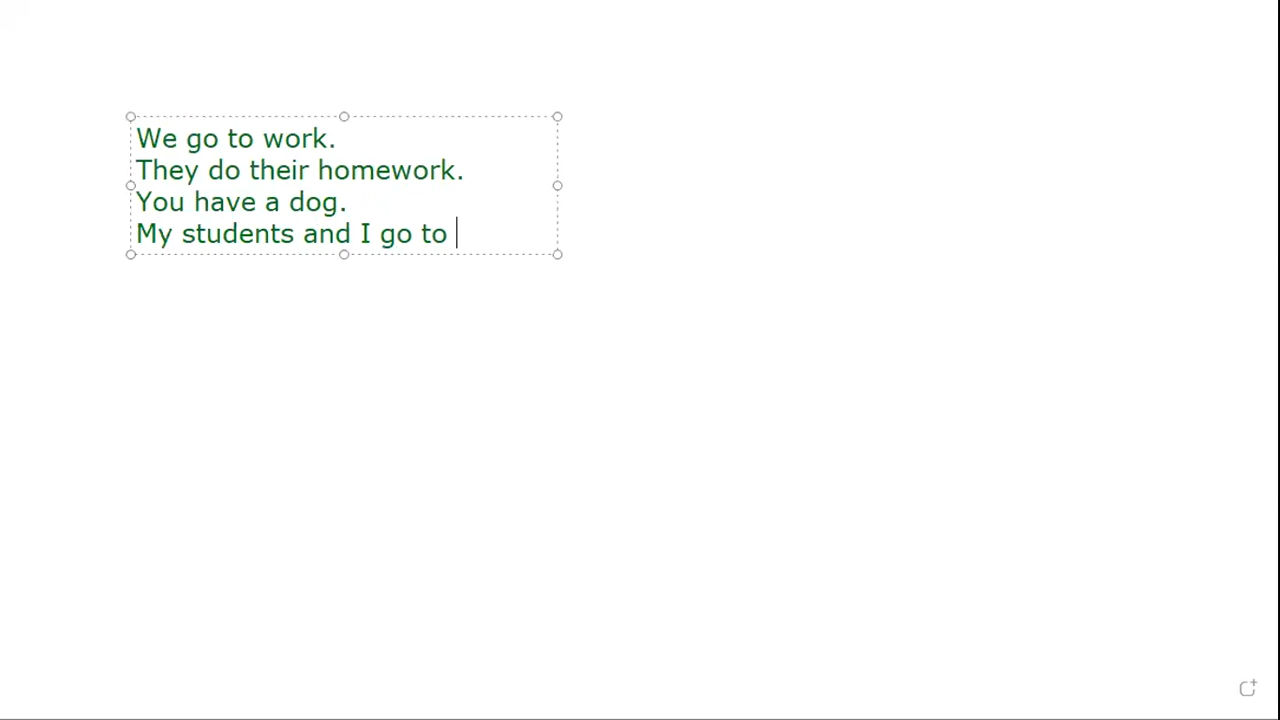 We go to work.
They do their homework.
You have a dog.
My students and I go to